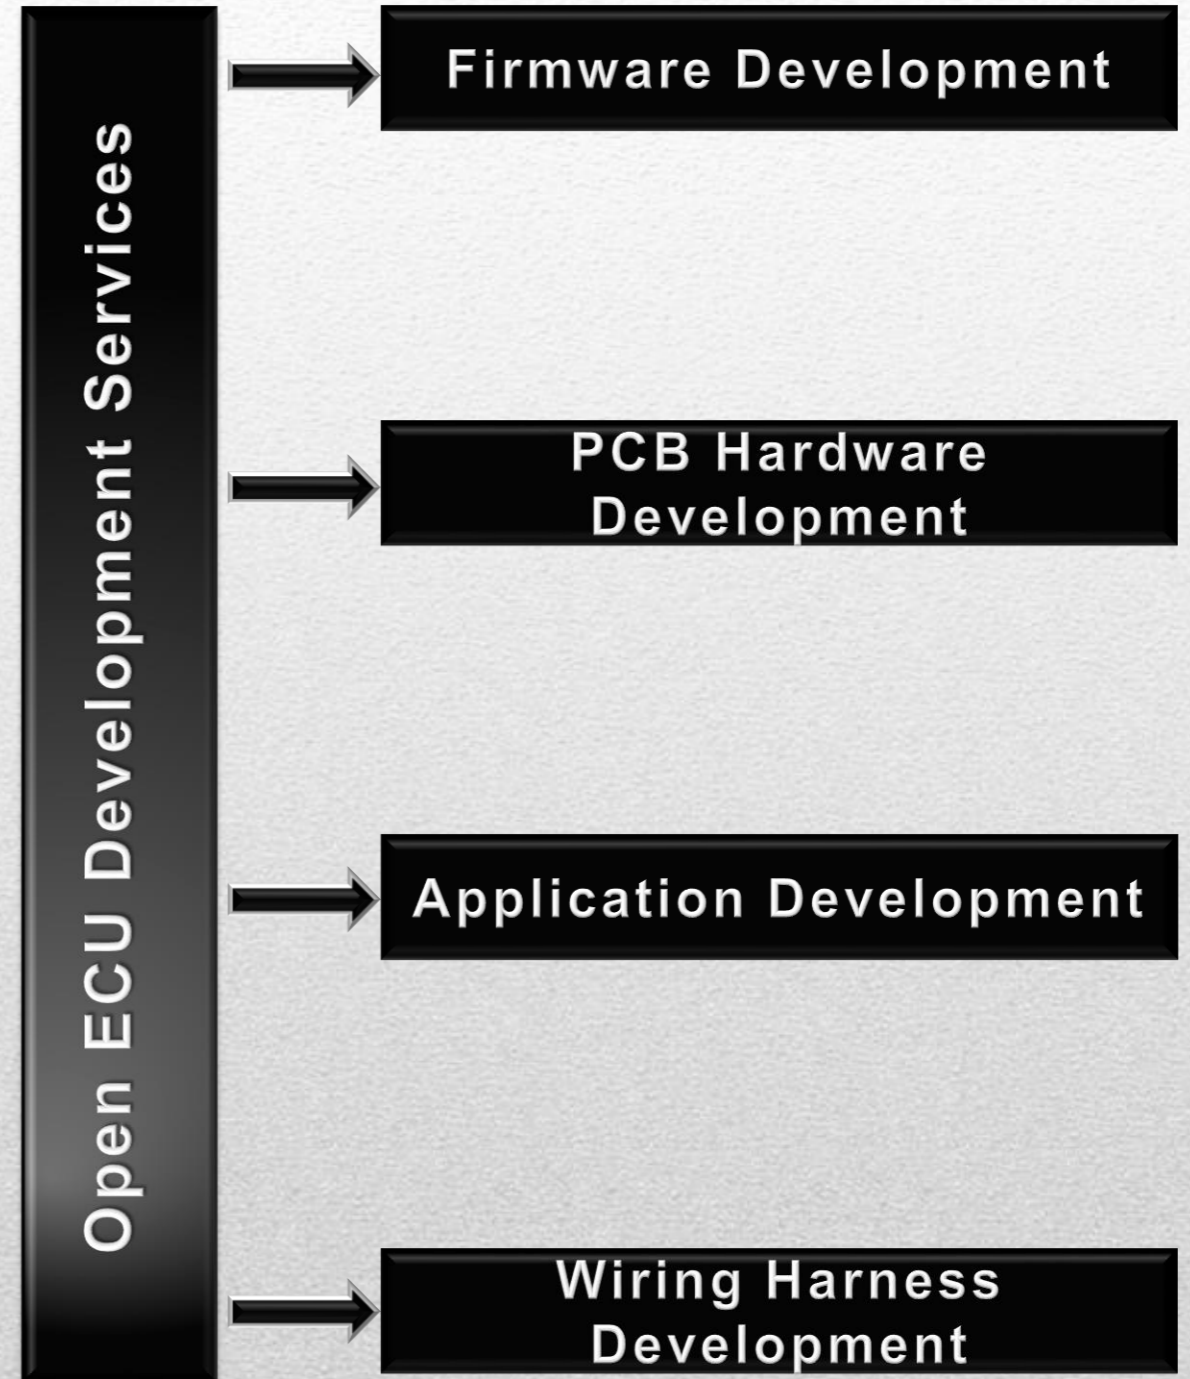 Open ECU Development Services
Firmware Development
PCB Hardware
Development
Application Development
Wiring Harness
Development